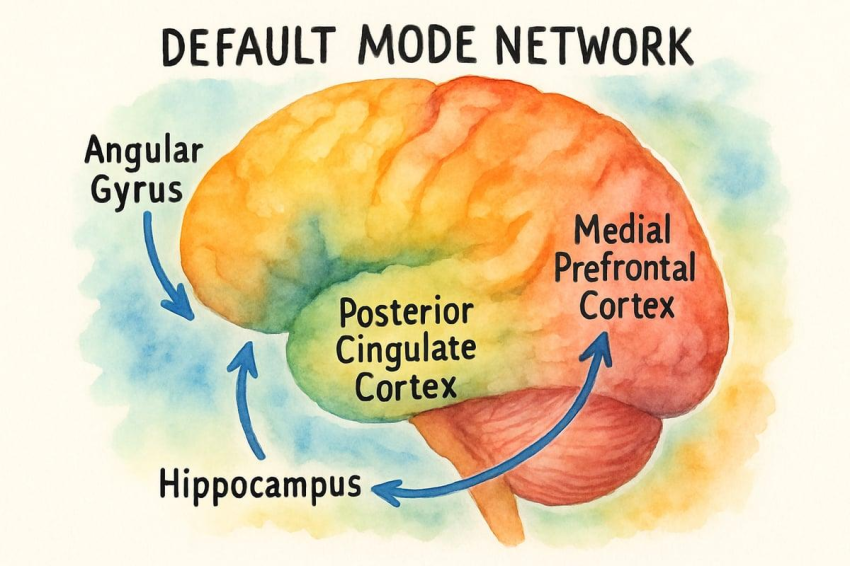 DEFAULT MODE NETWORK
Angular
Gyrus
Medial
Prefrontal
Cortex
Posterior
Cingulate
Cortex
Hippocampus